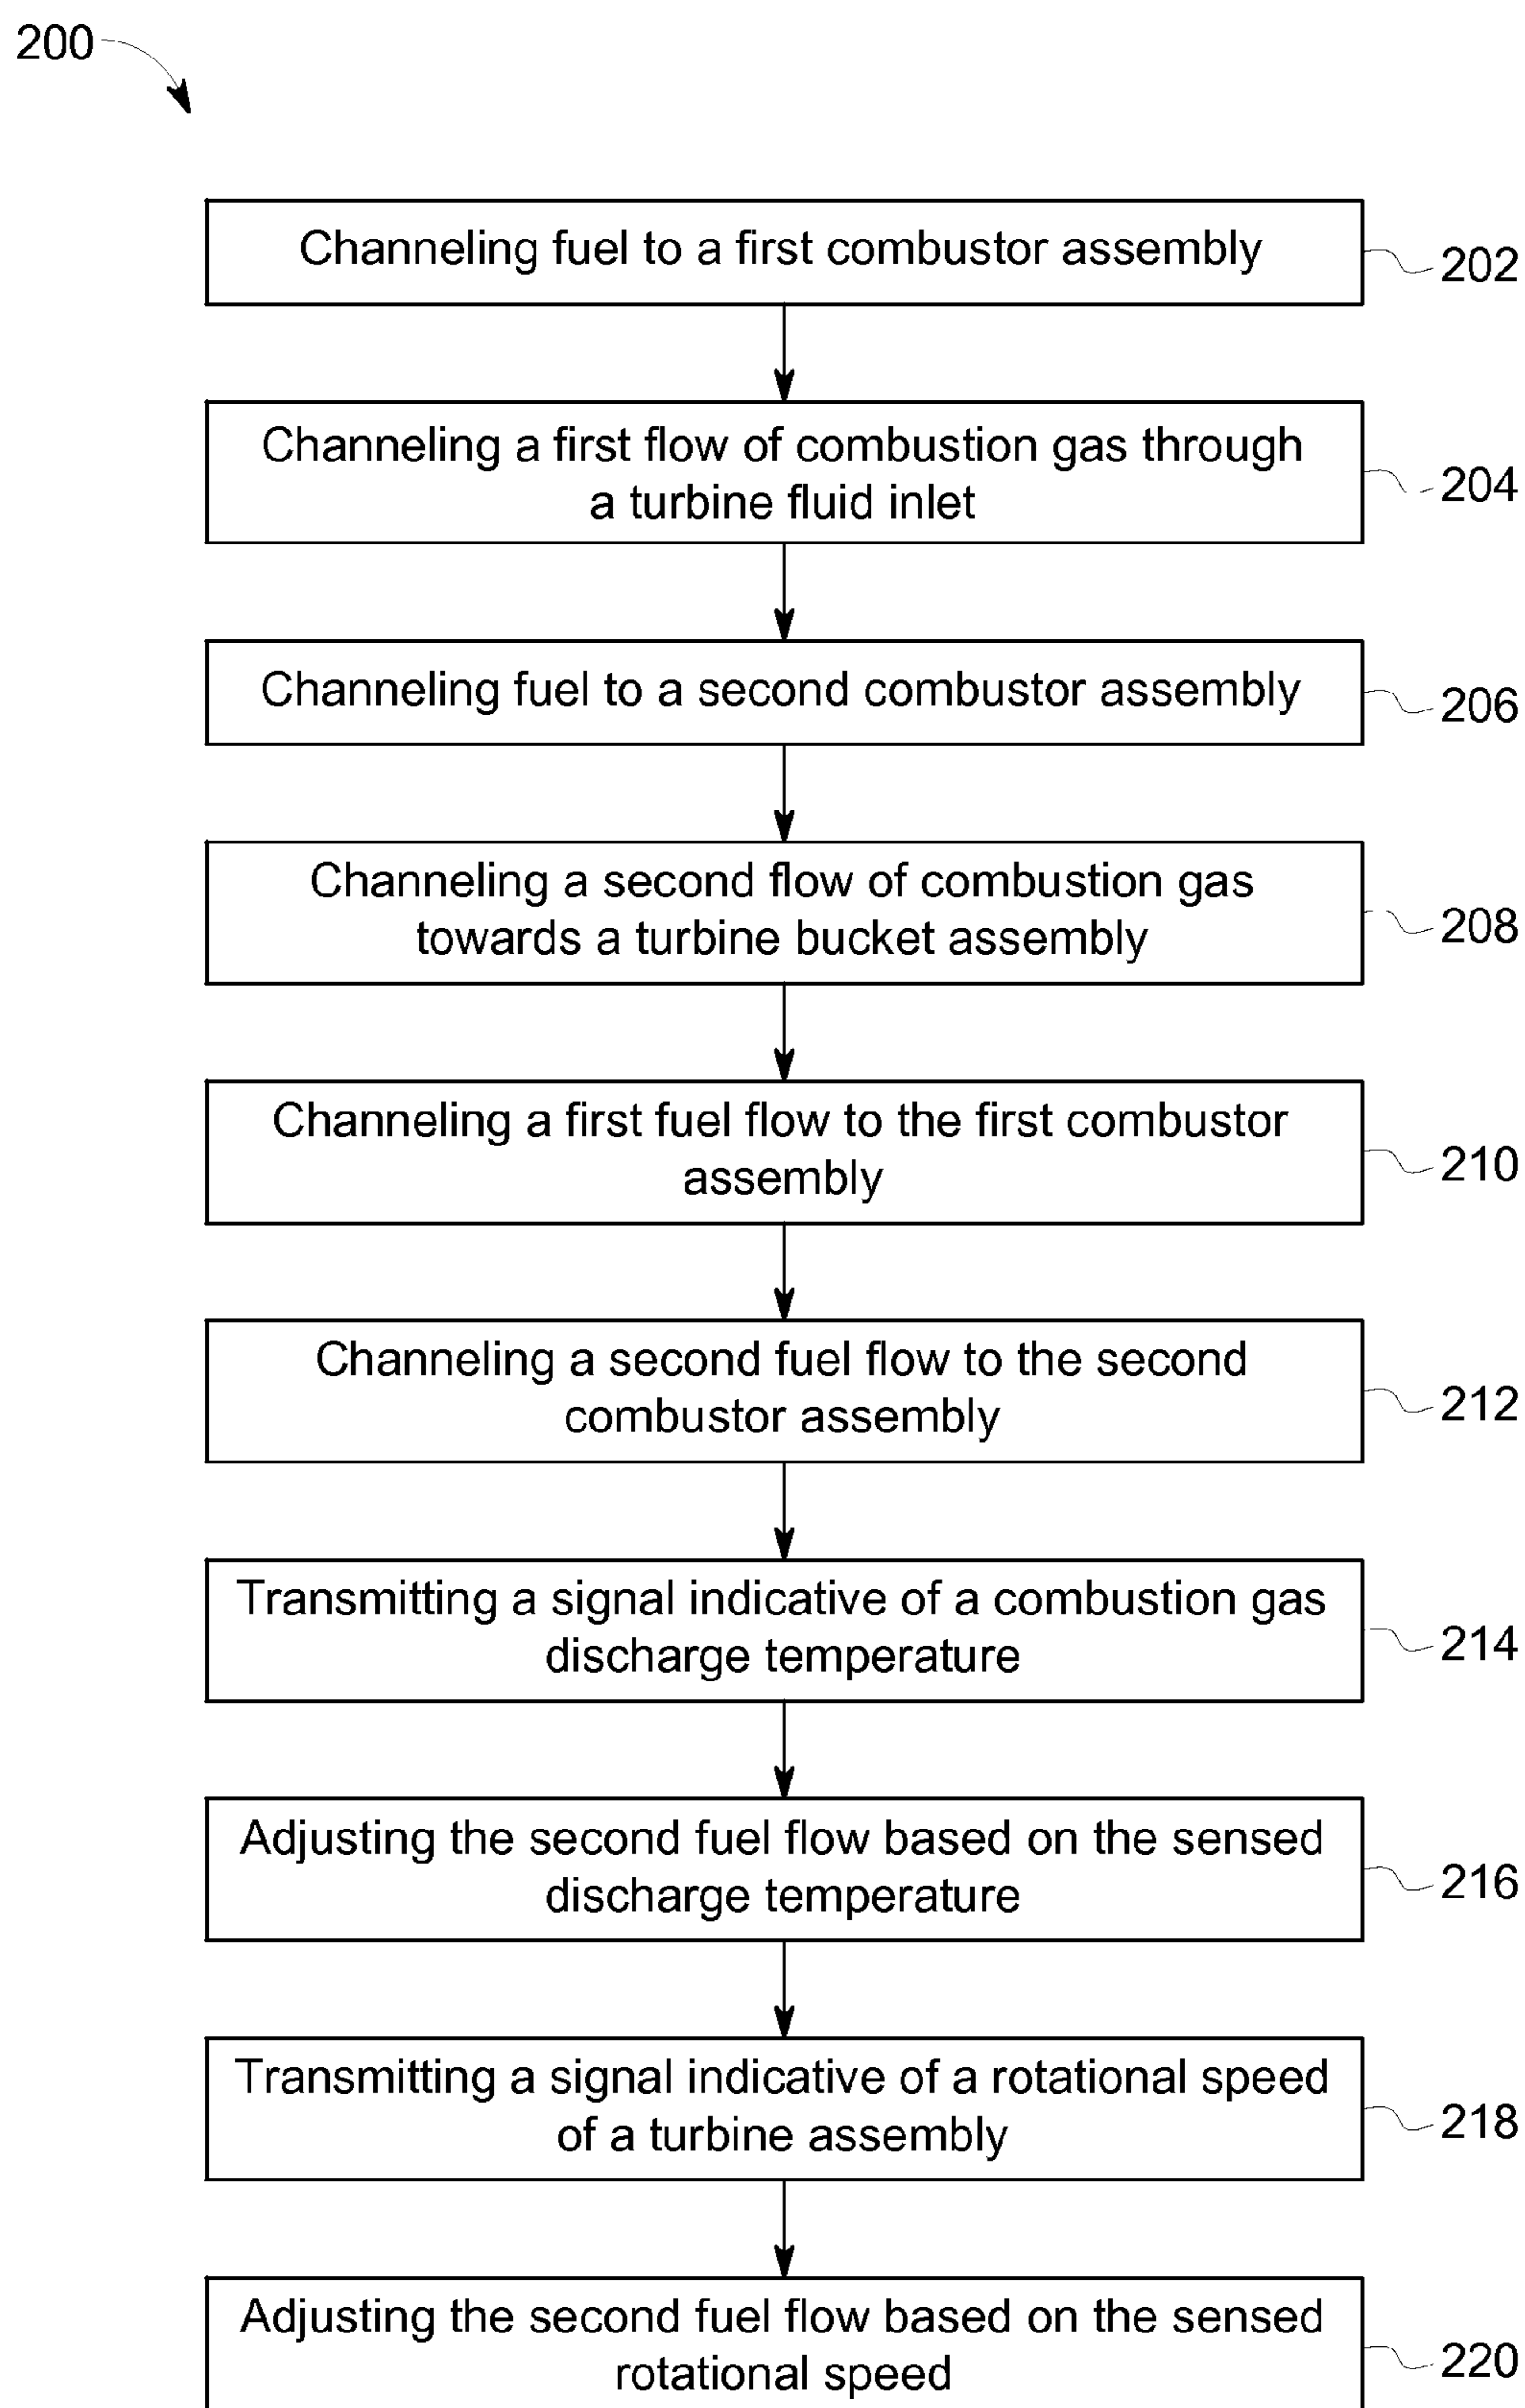 200
Channeling fuel to a first combustor assembly
202
Channeling a first flow of combustion gas through
a turbine fluid inlet
204
Channeling fuel to a second combustor assembly
206
Channeling a second flow of combustion gas
towards a turbine bucket assembly
208
Channeling a first fuel flow to the first combustor
assembly
210
Channeling a second fuel flow to the second
combustor assembly
212
Transmitting a signal indicative of a combustion gas
discharge temperature
214
Adjusting the second fuel flow based on the sensed
discharge temperature
216
Transmitting a signal indicative of a rotational speed
of a turbine assembly
218
Adjusting the second fuel flow based on the sensed
rotational speed
220